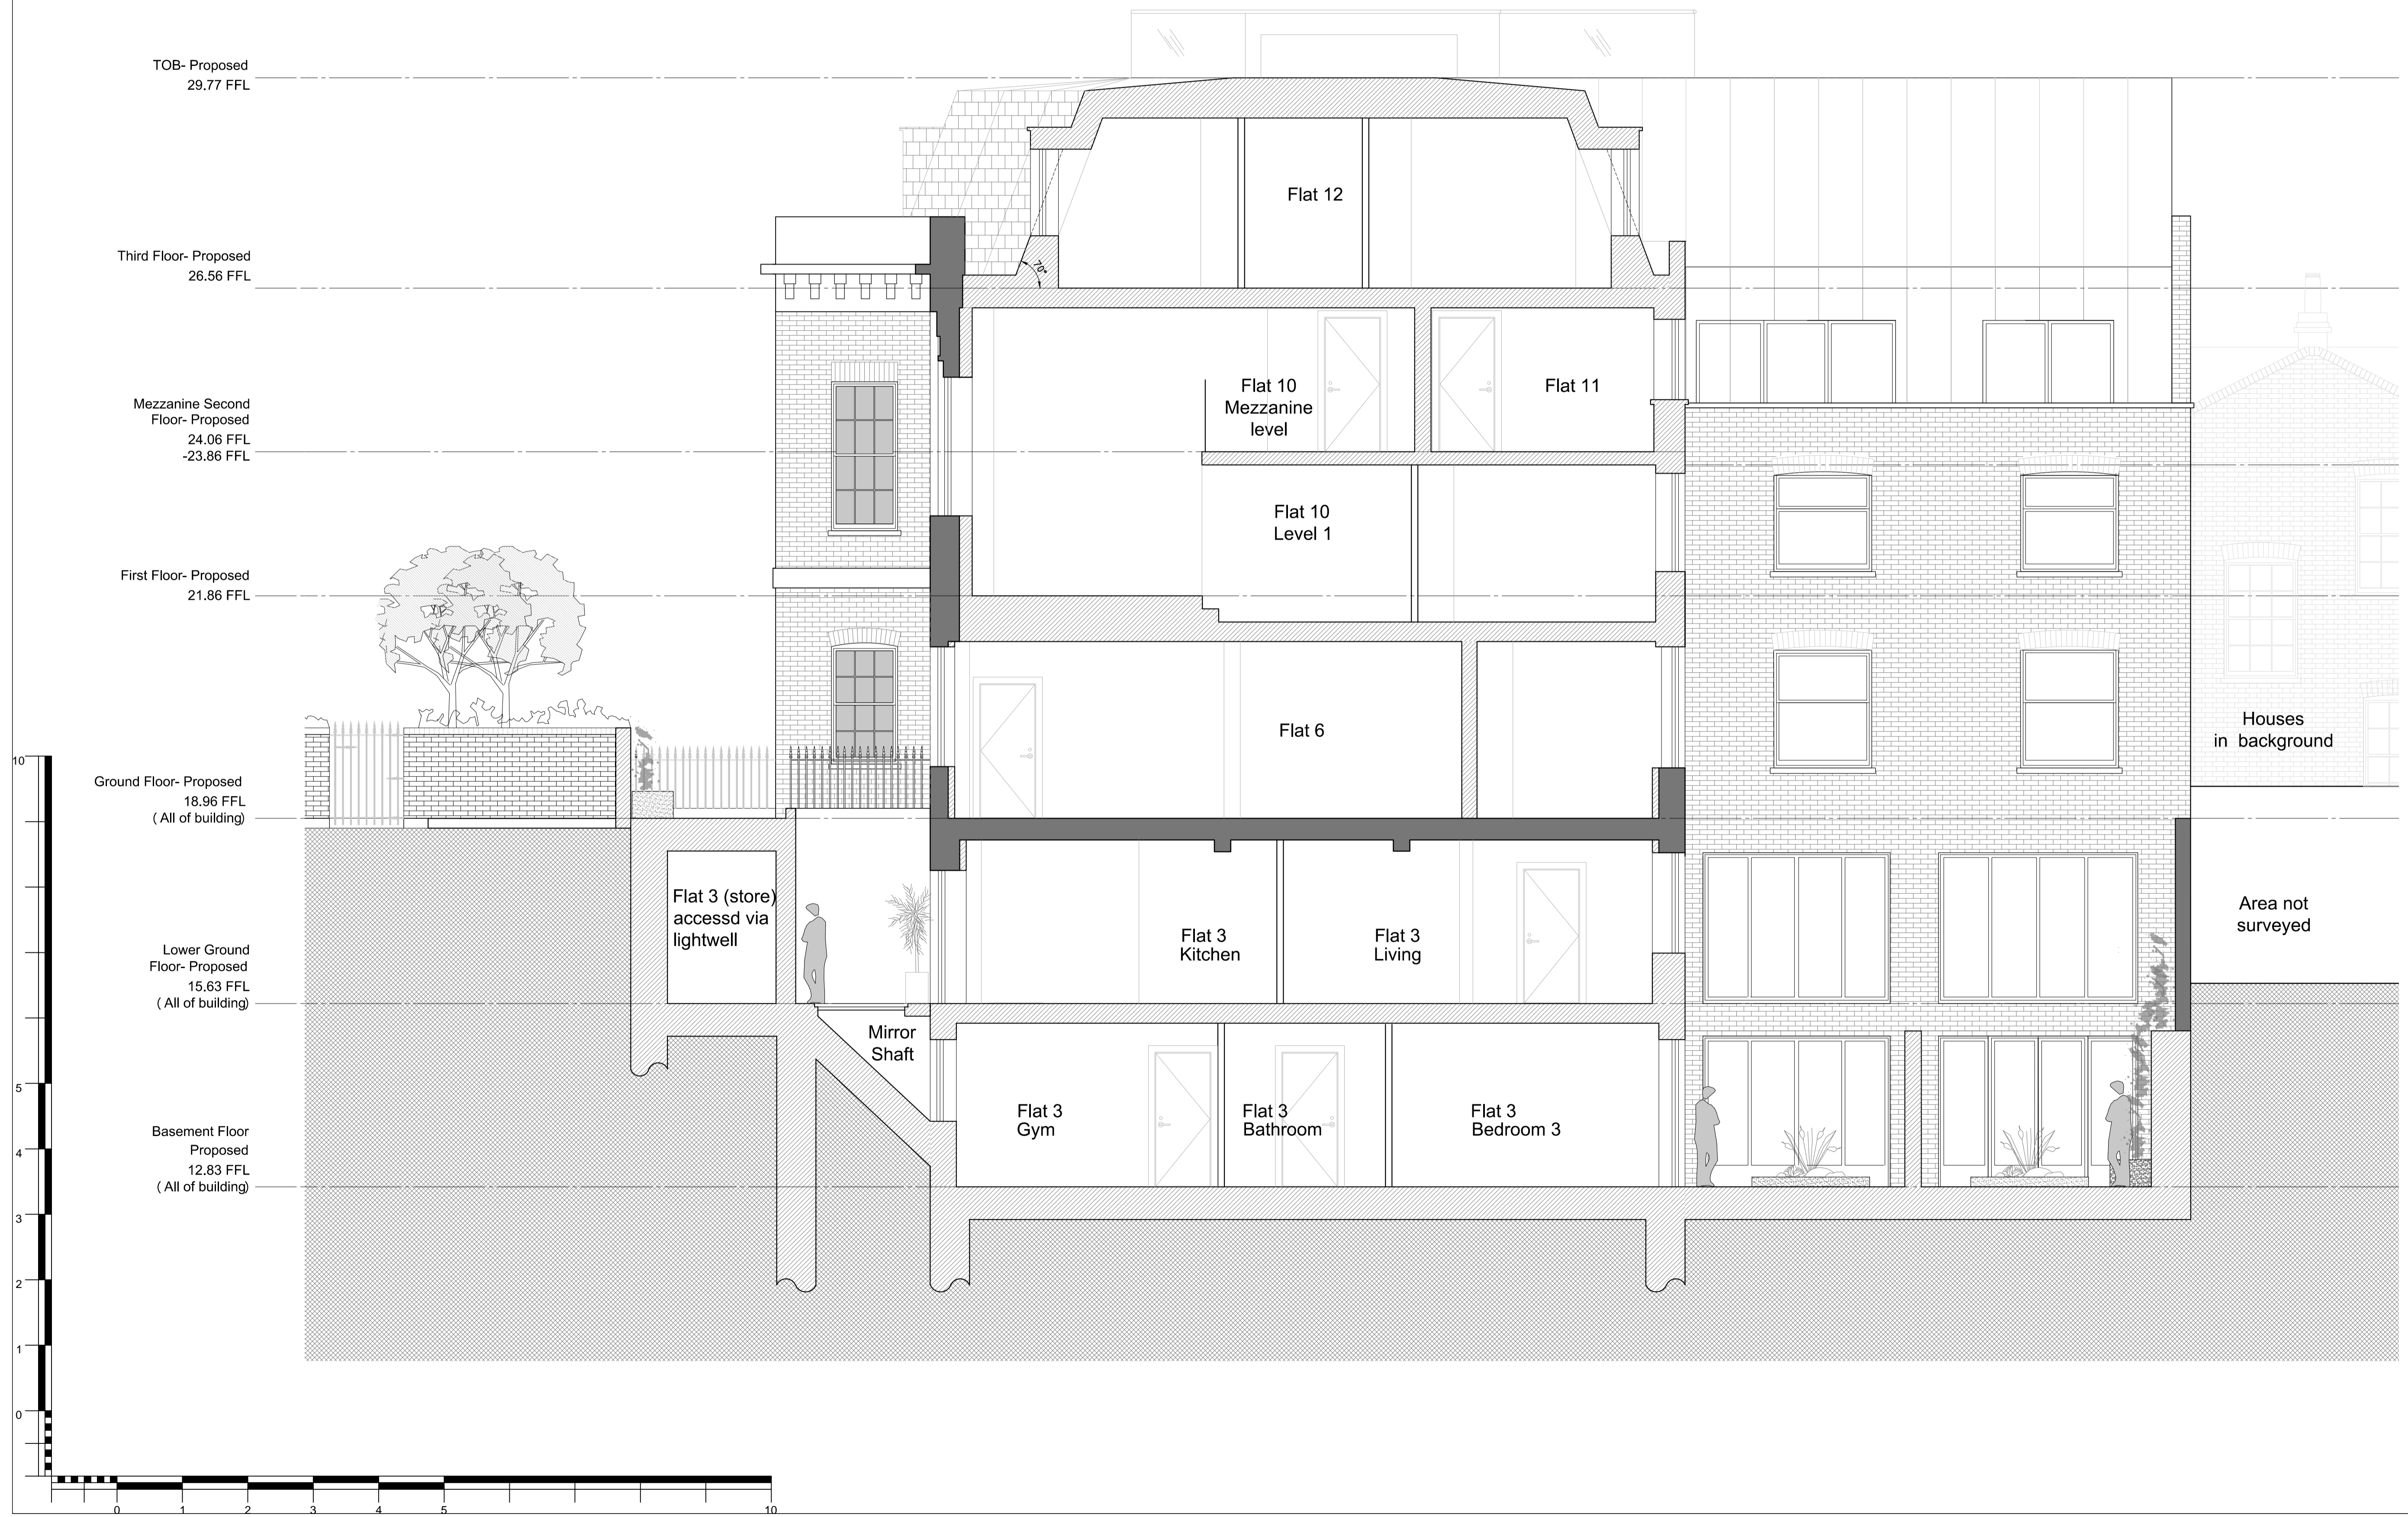 TOB- Proposed
29.77 FFL
Third Floor- Proposed
26.56 FFL
Mezzanine Second
Floor- Proposed
24.06 FFL
-23.86 FFL
First Floor- Proposed
21.86 FFL
Ground Floor- Proposed
18.96 FFL
( All of building)
Lower Ground
Floor- Proposed
15.63 FFL
( All of building)
Basement Floor
Proposed
12.83 FFL
( All of building)
Flat 12
70°
Flat 10
Mezzanine
level
Flat 11
Flat 10
Level 1
Flat 6
Houses
in background
Flat 3 (store)
accessd via
lightwell
Flat 3
Kitchen
Flat 3
Living
Area not
surveyed
Mirror
Shaft
Flat 3
Gym
Flat 3
Bathroom
Flat 3
Bedroom 3
10
5
4
3
2
1
0
0 1 2 3 4 5 10